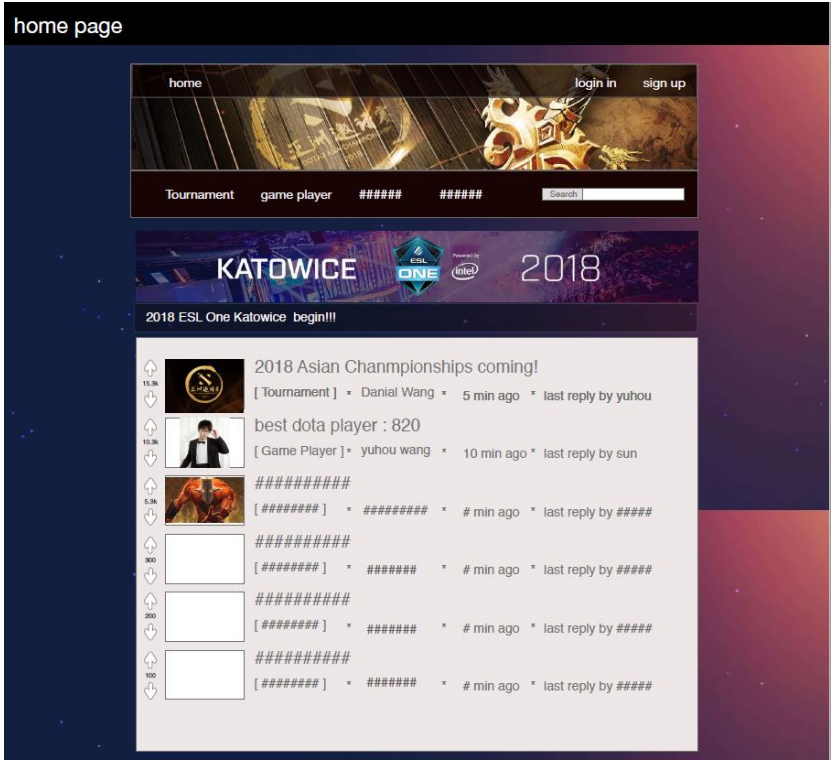 home page
home login in sign up
Tournament game player ###### ###### Search
KATOWICE ESL ONE Powered by intel 2018
2018 ESL One Katowice begin!!!
2018 Asian Chanmpionships coming!
15.3k [ Tournament ] * Danial Wang * 5 min ago * last reply by yuhou
best dota player : 820
10.3k [ Game Player ] * yuhou wang * 10 min ago * last reply by sun
##########
5.3k [ ######## ] * ######### * # min ago * last reply by #####
##########
300 [ ######## ] * ####### * # min ago * last reply by #####
##########
200 [ ######## ] * ####### * # min ago * last reply by #####
##########
100 [ ######## ] * ####### * # min ago * last reply by #####